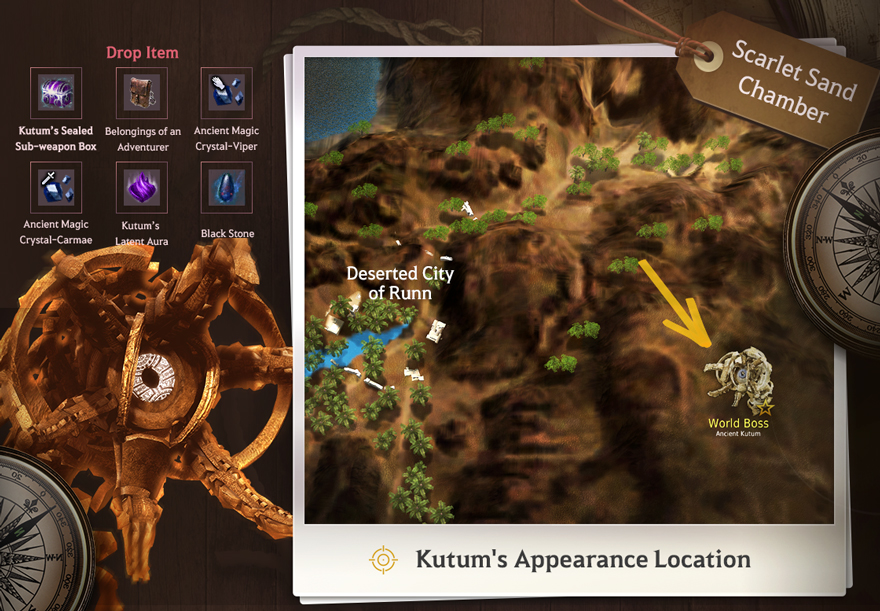 Drop Item
Kutum's Sealed
Sub-weapon Box
Belongings of an
Adventurer
Ancient Magic
Crystal-Viper
Ancient Magic
Crystal-Carmae
Kutum's
Latent Aura
Black Stone
Scarlet Sand
Chamber
Deserted City
of Runn
World Boss
Ancient Kutum
Kutum's Appearance Location